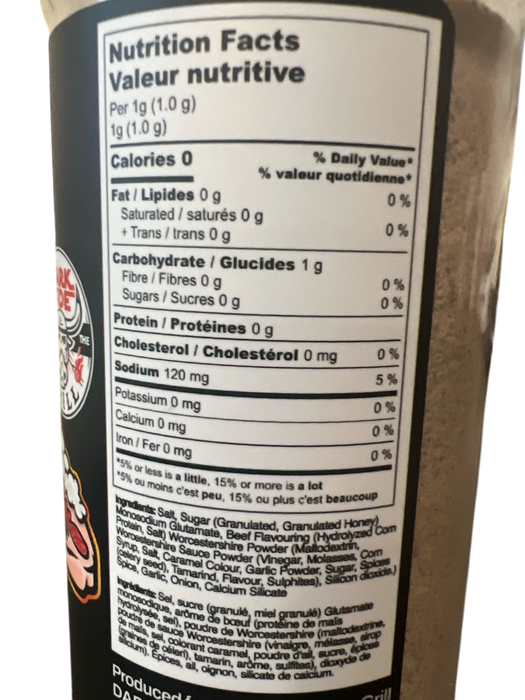 Nutrition Facts
Valeur nutritive
Per 1g (1.0 g)
1g (1.0 g)
Calories 0
% Daily Value*
% valeur quotidienne*
Fat / Lipides 0 g 0 %
Saturated / saturés 0 g
+ Trans / trans 0 g 0 %
Carbohydrate / Glucides 1 g
Fibre / Fibres 0 g 0 %
Sugars / Sucres 0 g 0 %
Protein / Protéines 0 g
Cholesterol / Cholestérol 0 mg 0 %
Sodium 120 mg 5 %
Potassium 0 mg 0 %
Calcium 0 mg 0 %
Iron / Fer 0 mg 0 %
*5% or less is a little, 15% or more is a lot
*5% ou moins c'est peu, 15% ou plus c'est beaucoup
Ingredients: Salt, Sugar (Granulated, Granulated Honey)
Monosodium Glutamate, Beef Flavouring (Hydrolyzed Corn
Protein, Salt) Worcestershire Powder (Maltodextrin,
Worcestershire Sauce Powder (Vinegar, Molasses, Corn
Syrup, Salt, Caramel Colour, Garlic Powder, Sugar, Spices
(celery seed), Tamarind, Flavour, Sulphites), Silicon dioxide.)
Spice, Garlic, Onion, Calcium Silicate
Ingrédients: Sel, sucre (granulé, miel granulé) Glutamate
monosodique, arôme de bœuf (protéine de maïs
hydrolysée, sel), poudre de Worcestershire (maltodextrine,
poudre de sauce Worcestershire (vinaigre, mélasse, sirop
de maïs, sel, colorant caramel, poudre d'ail, sucre, épices
(graines de céleri), tamarin, arôme, sulfites), dioxyde de
silicium). Épices, ail, oignon, silicate de calcium.
Produced
Grill
THE